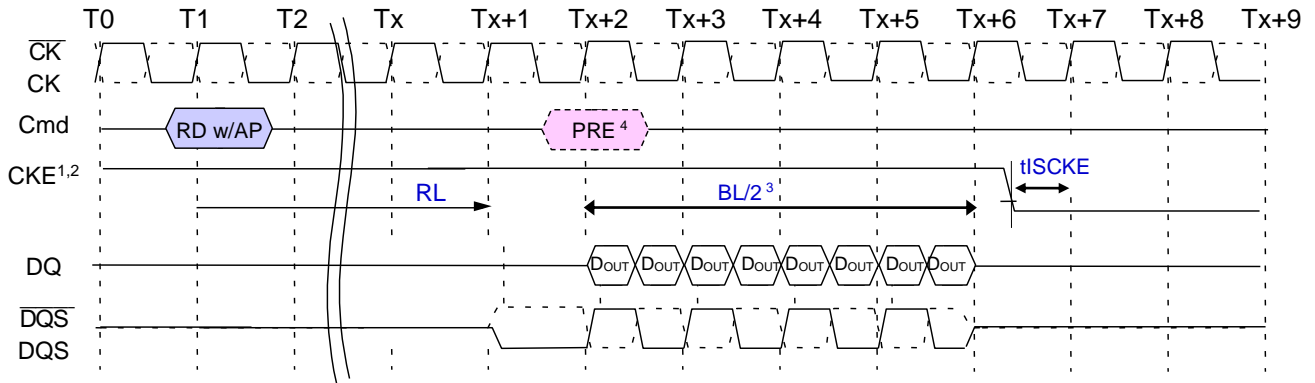 T0 T1 T2 Tx Tx+1 Tx+2 Tx+3 Tx+4 Tx+5 Tx+6 Tx+7 Tx+8 Tx+9
CK
CK
Cmd RD w/AP PRE 4
CKE1,2 tISCKE
RL BL/2 3
DQ DOUT DOUT DOUT DOUT DOUT DOUT DOUT DOUT
DQS
DQS